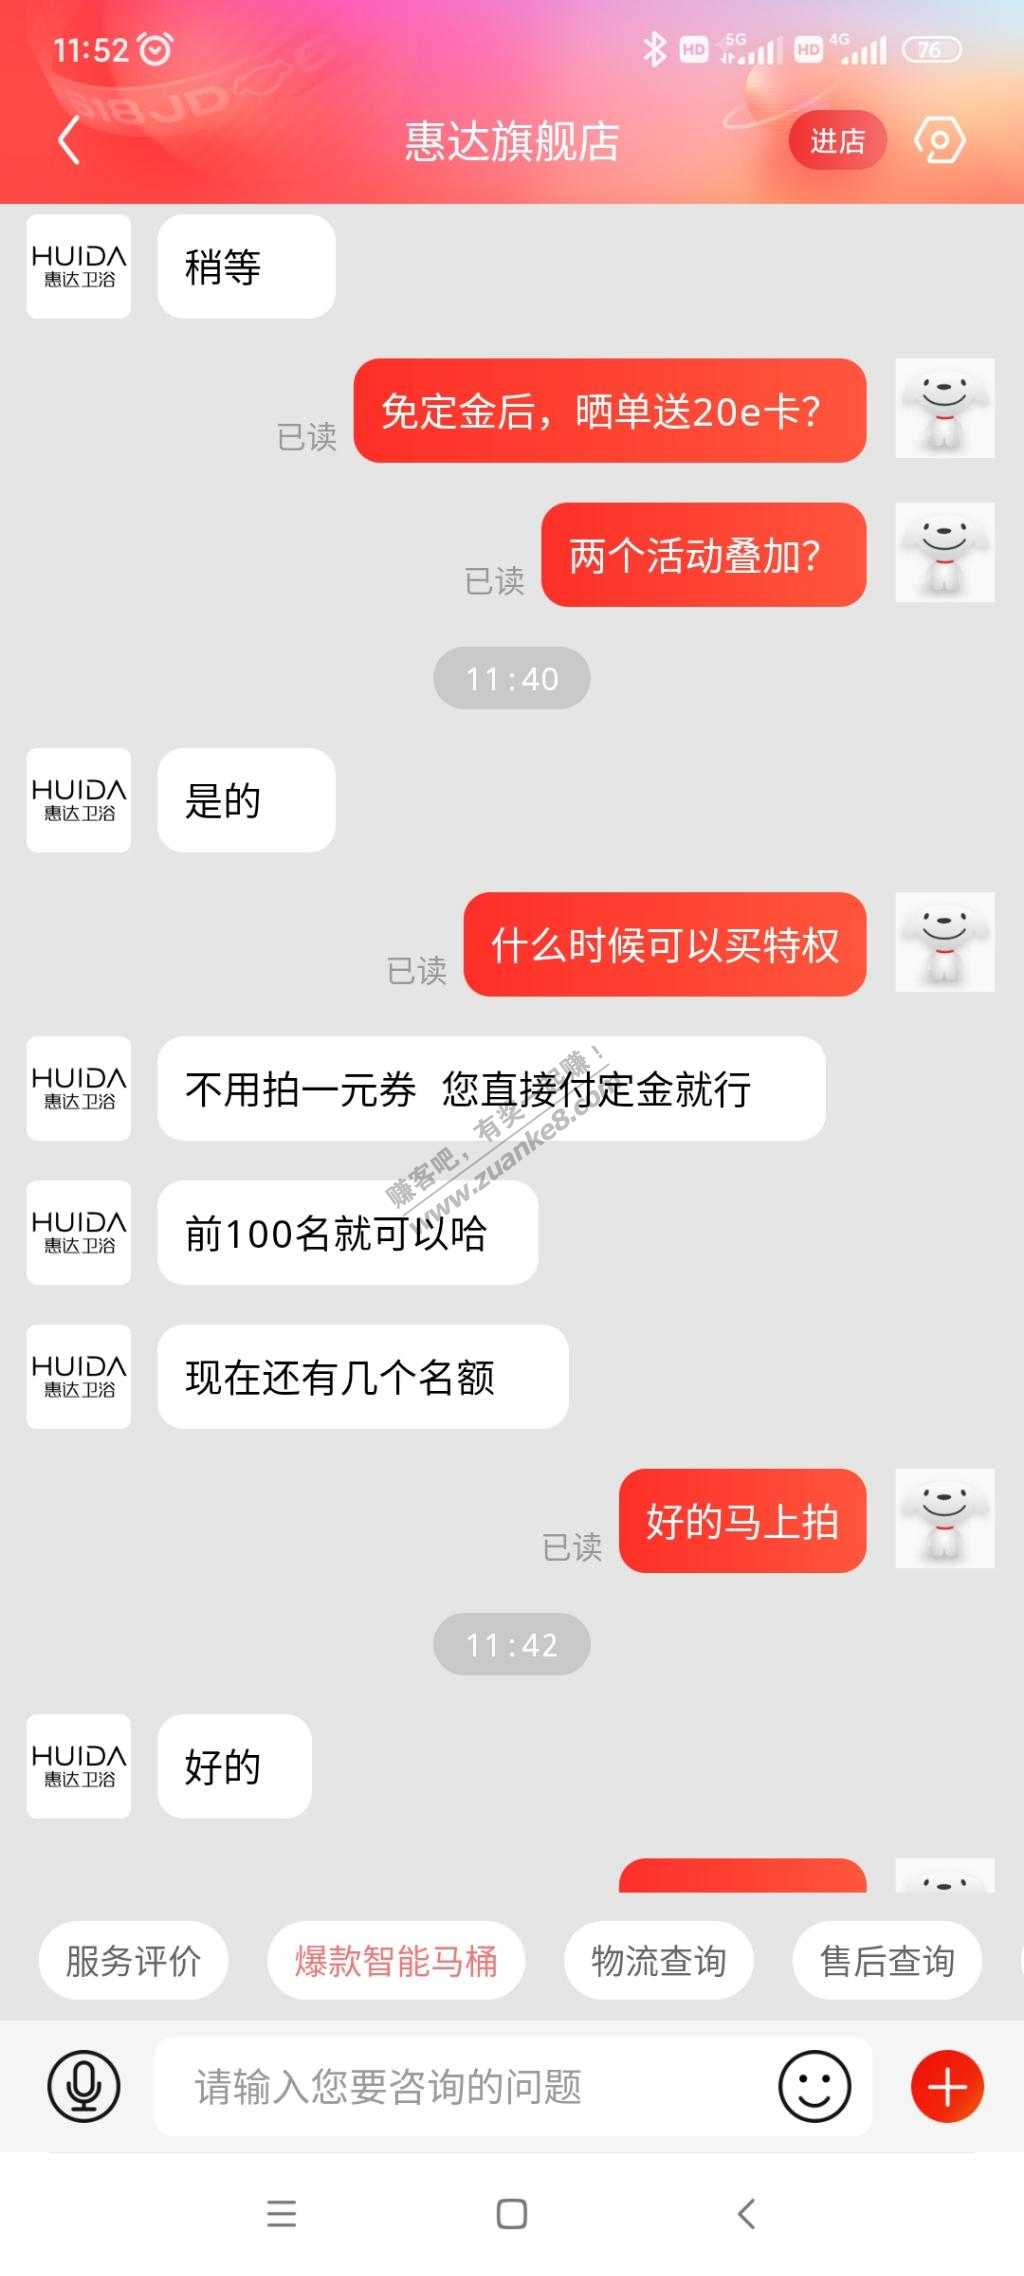 11:52
HD 5G HD 4G 76
惠达旗舰店
进店
HUIDA
惠达卫浴
稍等
免定金后，晒单送20e卡？
已读
两个活动叠加？
已读
11:40
HUIDA
惠达卫浴
是的
什么时候可以买特权
已读
HUIDA
惠达卫浴
不用拍一元券 您直接付定金就行
赚客吧，有奖一起赚！
www.zuanke8.com
HUIDA
惠达卫浴
前100名就可以哈
HUIDA
惠达卫浴
现在还有几个名额
好的马上拍
已读
11:42
HUIDA
惠达卫浴
好的
服务评价
爆款智能马桶
物流查询
售后查询
请输入您要咨询的问题